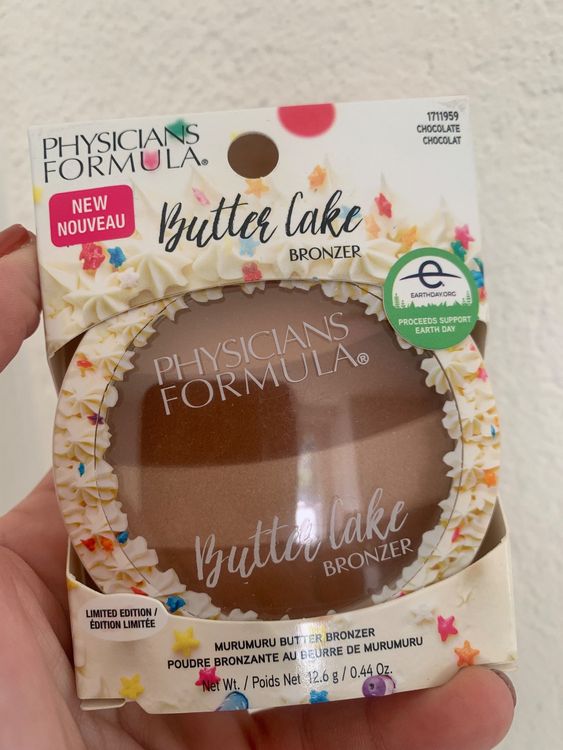 PHYSICIANS
FORMULA®
1711959
CHOCOLATE
CHOCOLAT
NEW
NOUVEAU
Butter Cake
BRONZER
e
EARTHDAY.ORG
PROCEEDS SUPPORT
EARTH DAY
PHYSICIANS
FORMULA®
Butter Cake
BRONZER
LIMITED EDITION /
ÉDITION LIMITÉE
MURUMURU BUTTER BRONZER
POUDRE BRONZANTE AU BEURRE DE MURUMURU
Net Wt. / Poids Net 12.6 g / 0.44 Oz.